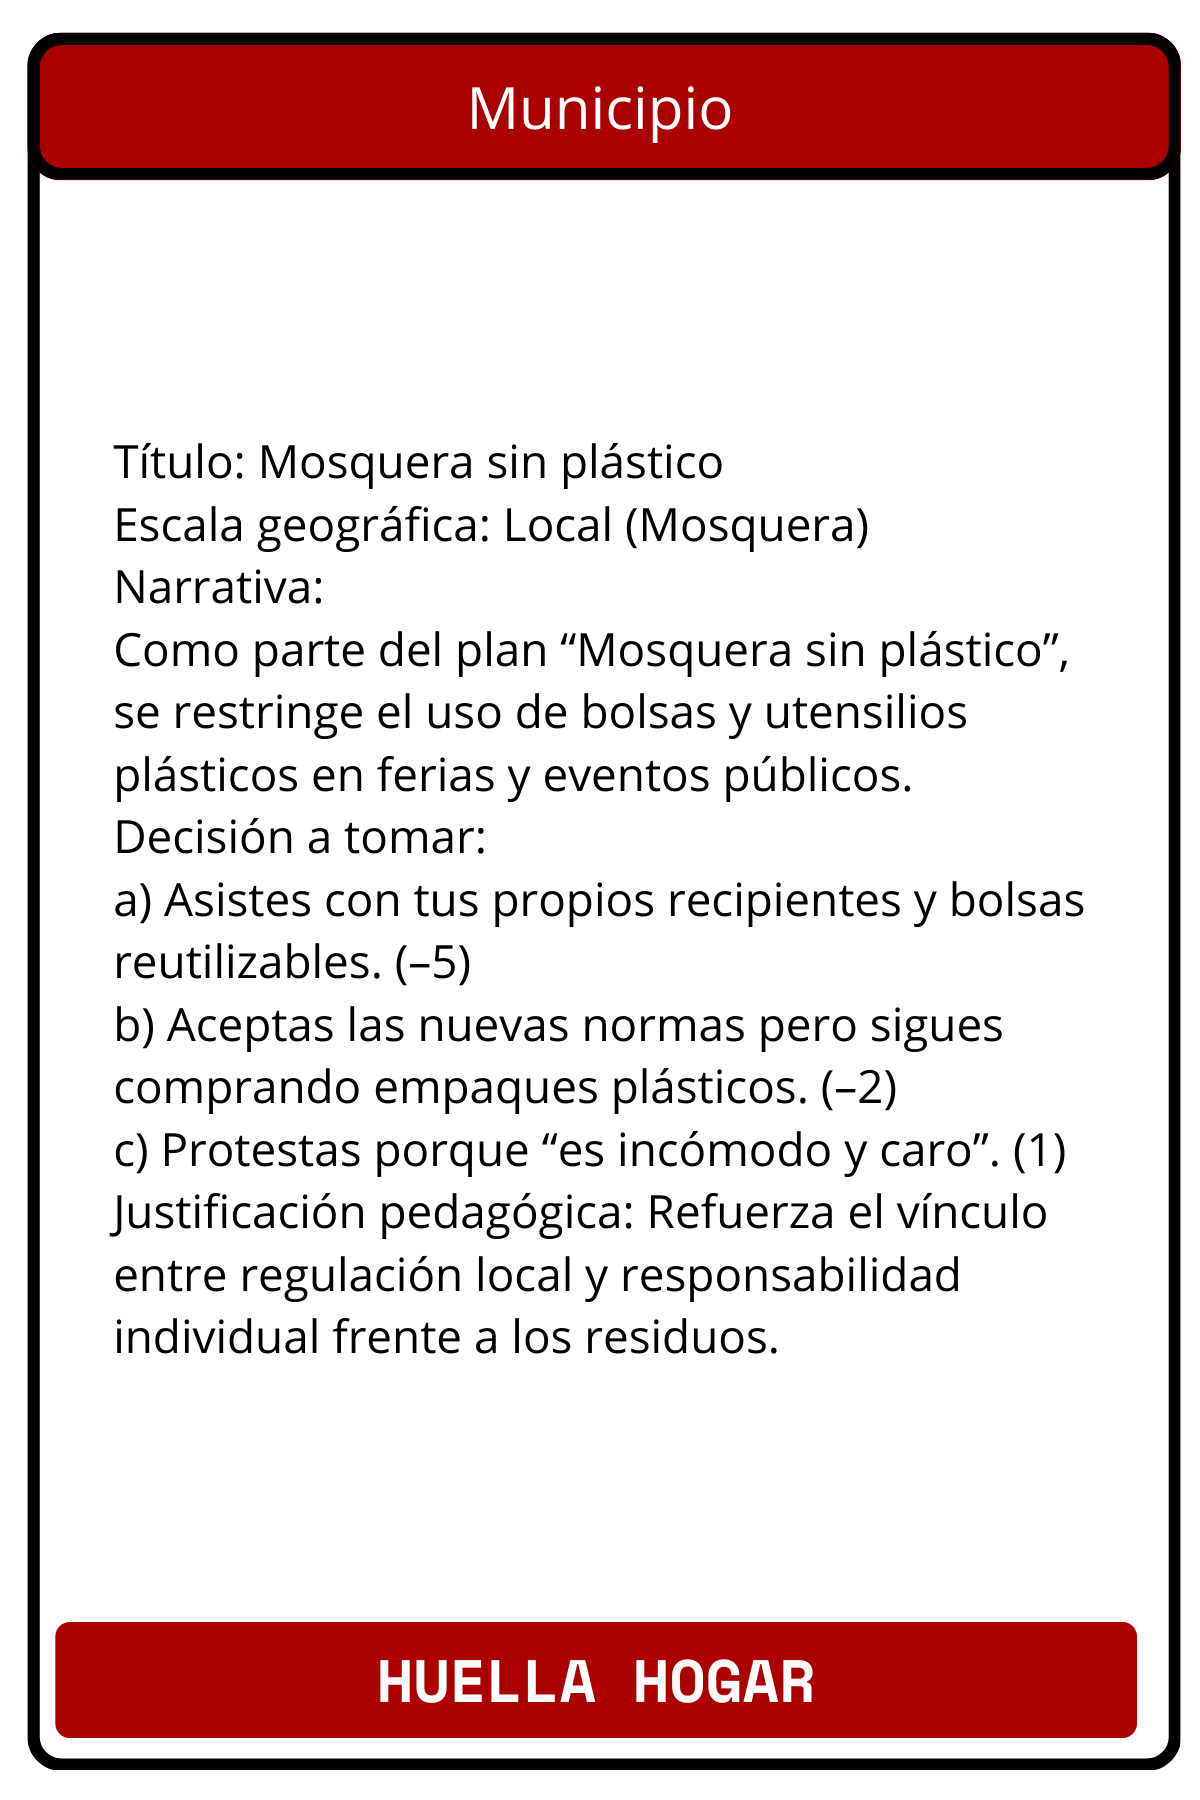 Municipio
Título: Mosquera sin plástico
Escala geográfica: Local (Mosquera)
Narrativa:
Como parte del plan “Mosquera sin plástico”,
se restringe el uso de bolsas y utensilios
plásticos en ferias y eventos públicos.
Decisión a tomar:
a) Asistes con tus propios recipientes y bolsas
reutilizables. (–5)
b) Aceptas las nuevas normas pero sigues
comprando empaques plásticos. (–2)
c) Protestas porque “es incómodo y caro”. (1)
Justificación pedagógica: Refuerza el vínculo
entre regulación local y responsabilidad
individual frente a los residuos.
HUELLA HOGAR